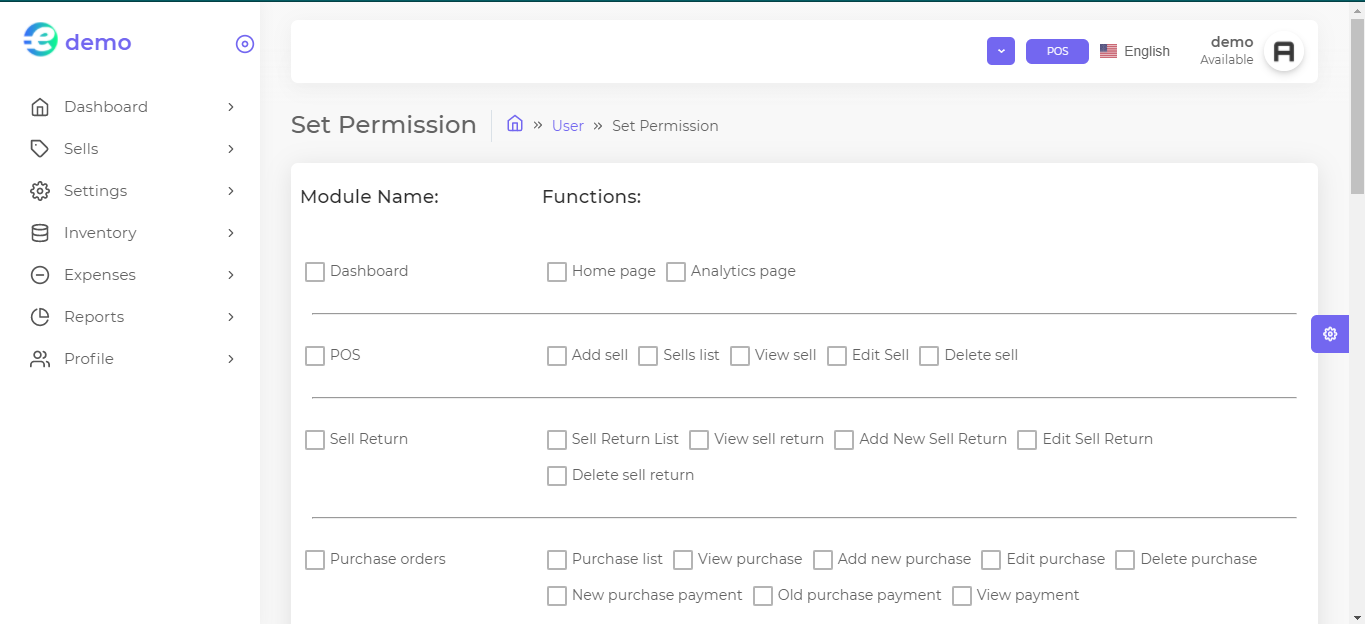 demo
POS
English
demo
Available
Dashboard
Sells
Settings
Inventory
Expenses
Reports
Profile
Set Permission
» User » Set Permission
Module Name: Functions:
Dashboard Home page Analytics page
POS Add sell Sells list View sell Edit Sell Delete sell
Sell Return Sell Return List View sell return Add New Sell Return Edit Sell Return
Delete sell return
Purchase orders Purchase list View purchase Add new purchase Edit purchase Delete purchase
New purchase payment Old purchase payment View payment